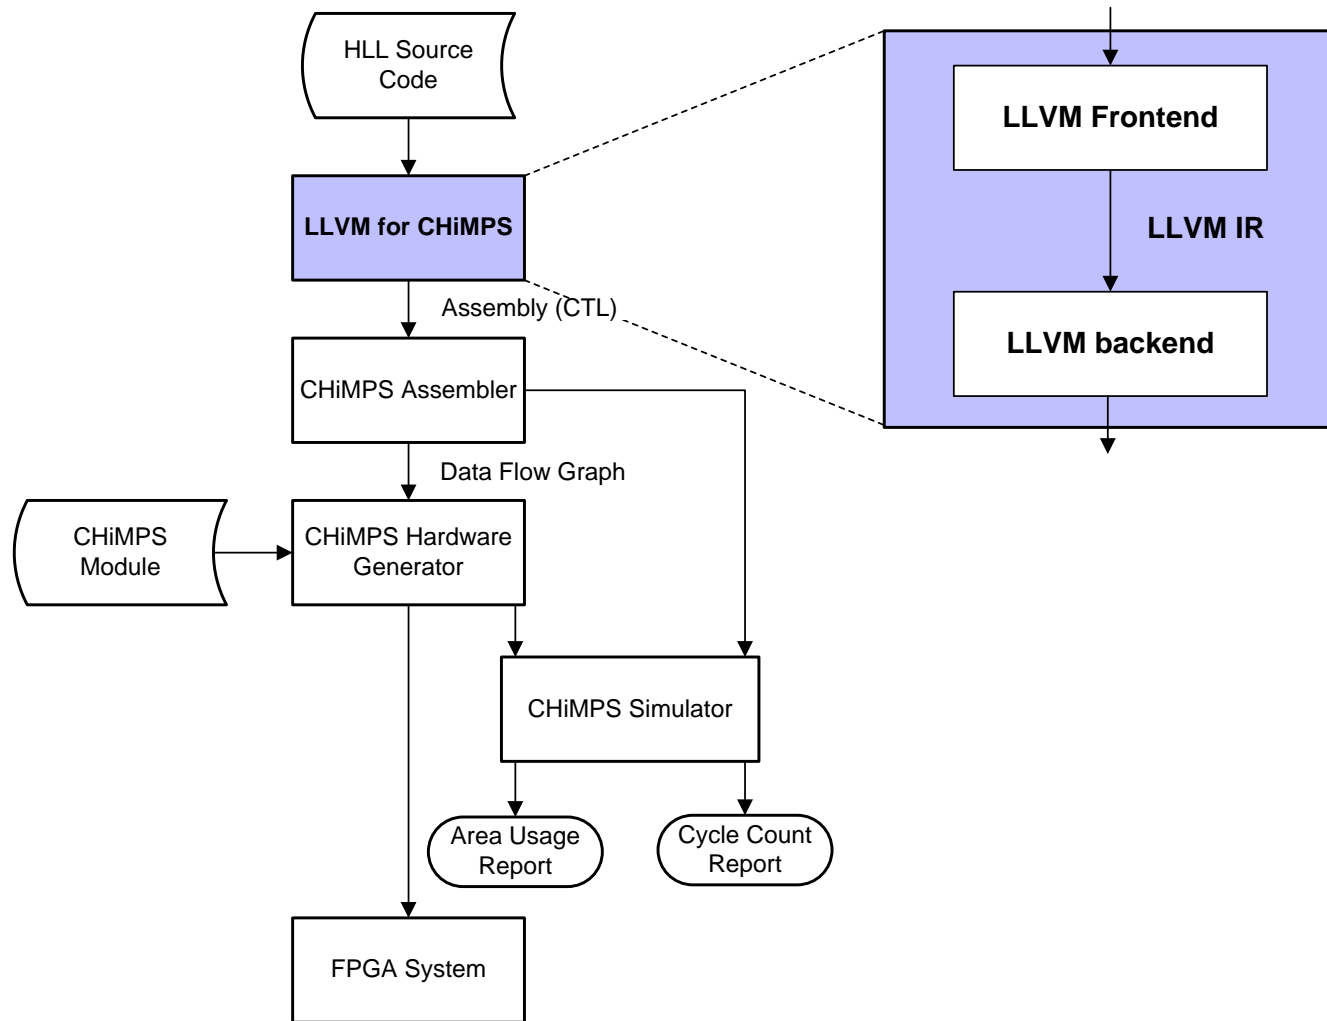 HLL Source
Code
LLVM for CHiMPS
Assembly (CTL)
CHiMPS Assembler
Data Flow Graph
CHiMPS
Module
CHiMPS Hardware
Generator
CHiMPS Simulator
Area Usage
Report
Cycle Count
Report
FPGA System
LLVM Frontend
LLVM IR
LLVM backend